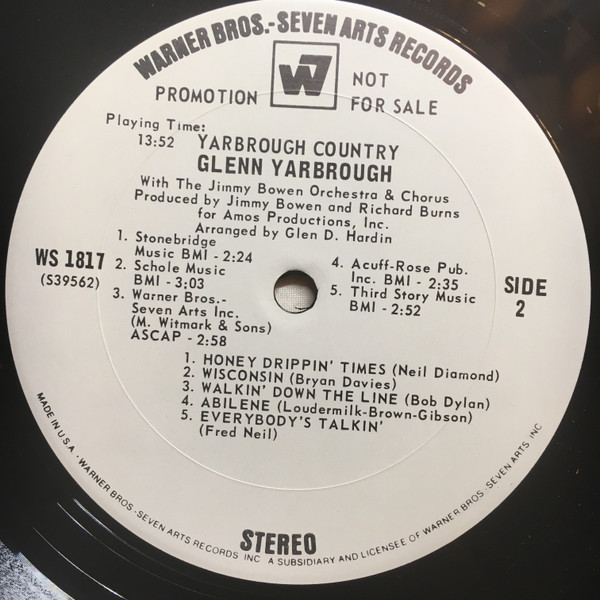 WARNER BROS.-SEVEN ARTS RECORDS
W7
PROMOTION NOT
FOR SALE
Playing Time:
13:52 YARBROUGH COUNTRY
GLENN YARBROUGH
With The Jimmy Bowen Orchestra & Chorus
Produced by Jimmy Bowen and Richard Burns
for Amos Productions, Inc.
Arranged by Glen D. Hardin
WS 1817
(S39562)
1. Stonebridge
Music BMI - 2:24
2. Schole Music
BMI - 3:03
3. Warner Bros.-
Seven Arts Inc.
(M. Witmark & Sons)
ASCAP - 2:58
4. Acuff-Rose Pub.
Inc. BMI - 2:35
5. Third Story Music
BMI - 2:52
SIDE
2
1. HONEY DRIPPIN' TIMES (Neil Diamond)
2. WISCONSIN (Bryan Davies)
3. WALKIN' DOWN THE LINE (Bob Dylan)
4. ABILENE (Loudermilk-Brown-Gibson)
5. EVERYBODY'S TALKIN'
(Fred Neil)
STEREO
MADE IN U.S.A. • WARNER BROS.-SEVEN ARTS RECORDS INC A SUBSIDIARY AND LICENSEE OF WARNER BROS.-SEVEN ARTS, INC